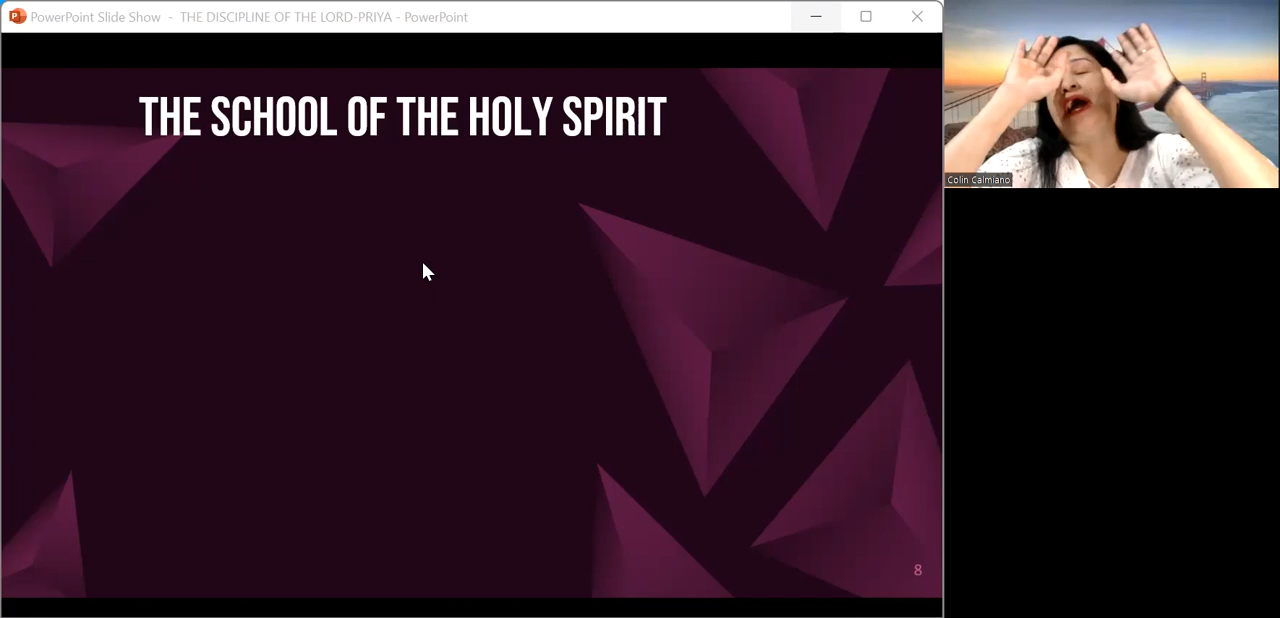 PowerPoint Slide Show - THE DISCIPLINE OF THE LORD-PRIYA - PowerPoint
THE SCHOOL OF THE HOLY SPIRIT
Colin Calmiano
8